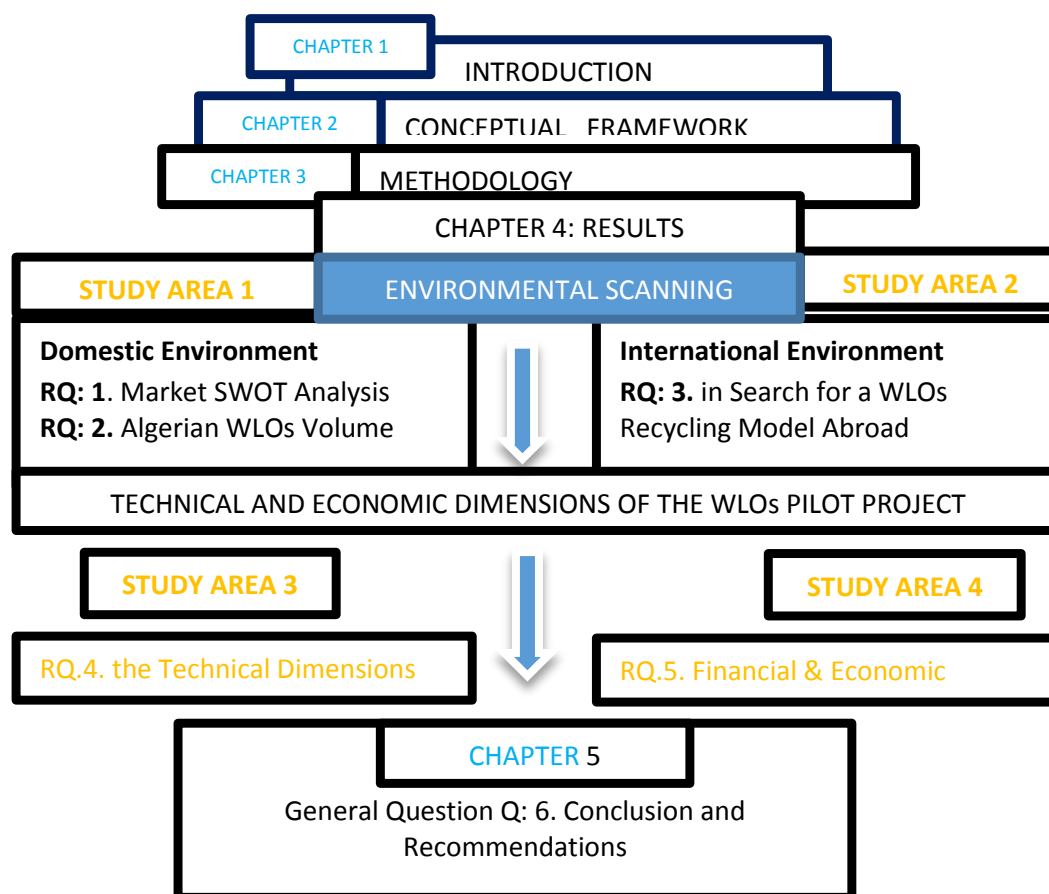 CHAPTER 1
INTRODUCTION
CHAPTER 2
CONCEPTUAL FRAMEWORK
CHAPTER 3
METHODOLOGY
CHAPTER 4: RESULTS
STUDY AREA 1
ENVIRONMENTAL SCANNING
STUDY AREA 2
Domestic Environment
RQ: 1. Market SWOT Analysis
RQ: 2. Algerian WLOs Volume
International Environment
RQ: 3. in Search for a WLOs
Recycling Model Abroad
TECHNICAL AND ECONOMIC DIMENSIONS OF THE WLOs PILOT PROJECT
STUDY AREA 3
STUDY AREA 4
RQ.4. the Technical Dimensions
RQ.5. Financial & Economic
CHAPTER 5
General Question Q: 6. Conclusion and
Recommendations